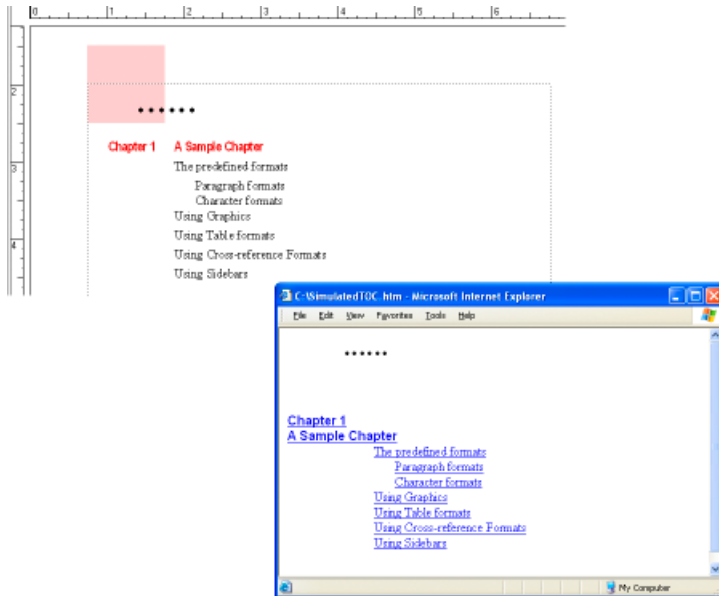 0 1 2 3 4 5 6
2
3
4
••••••
Chapter 1 A Sample Chapter
The predefined formats
Paragraph formats
Character formats
Using Graphics
Using Table formats
Using Cross-reference Formats
Using Sidebars
C:\SimulatedTOC.htm - Microsoft Internet Explorer
File Edit View Favorites Tools Help
••••••
Chapter 1
A Sample Chapter
The predefined formats
Paragraph formats
Character formats
Using Graphics
Using Table formats
Using Cross-reference Formats
Using Sidebars
My Computer